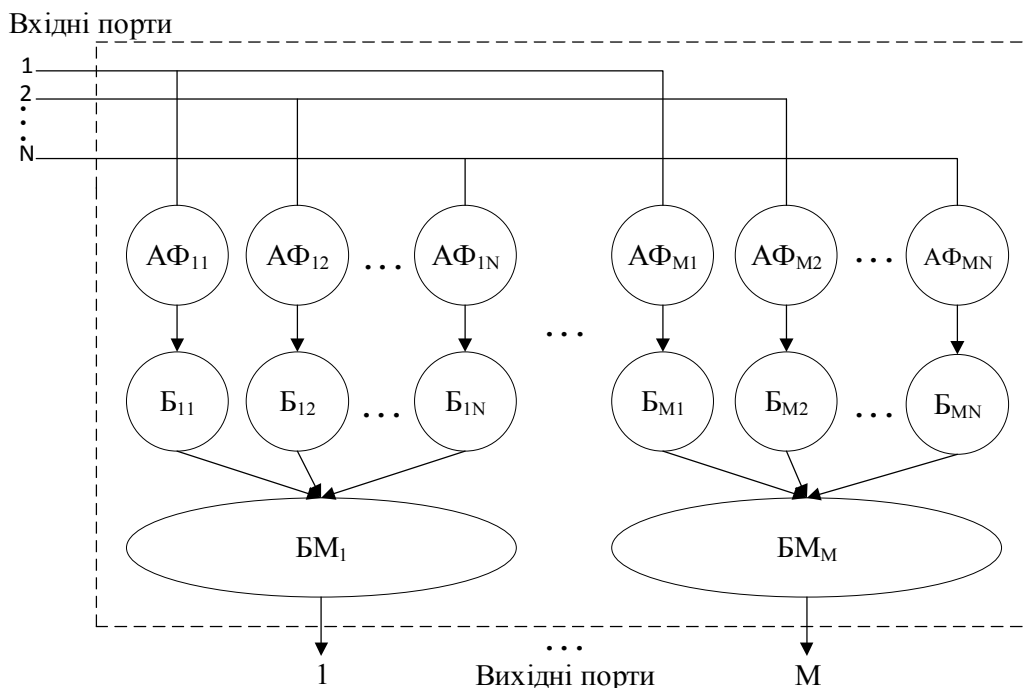 Вхідні порти
1
2
⋮
N
АФ₁₁ АФ₁₂ ... АФ₁N АФM₁ АФM₂ ... АФMN
...
Б₁₁ Б₁₂ ... Б₁N БM₁ БM₂ ... БMN
БМ₁ БМM
...
1 Вихідні порти M